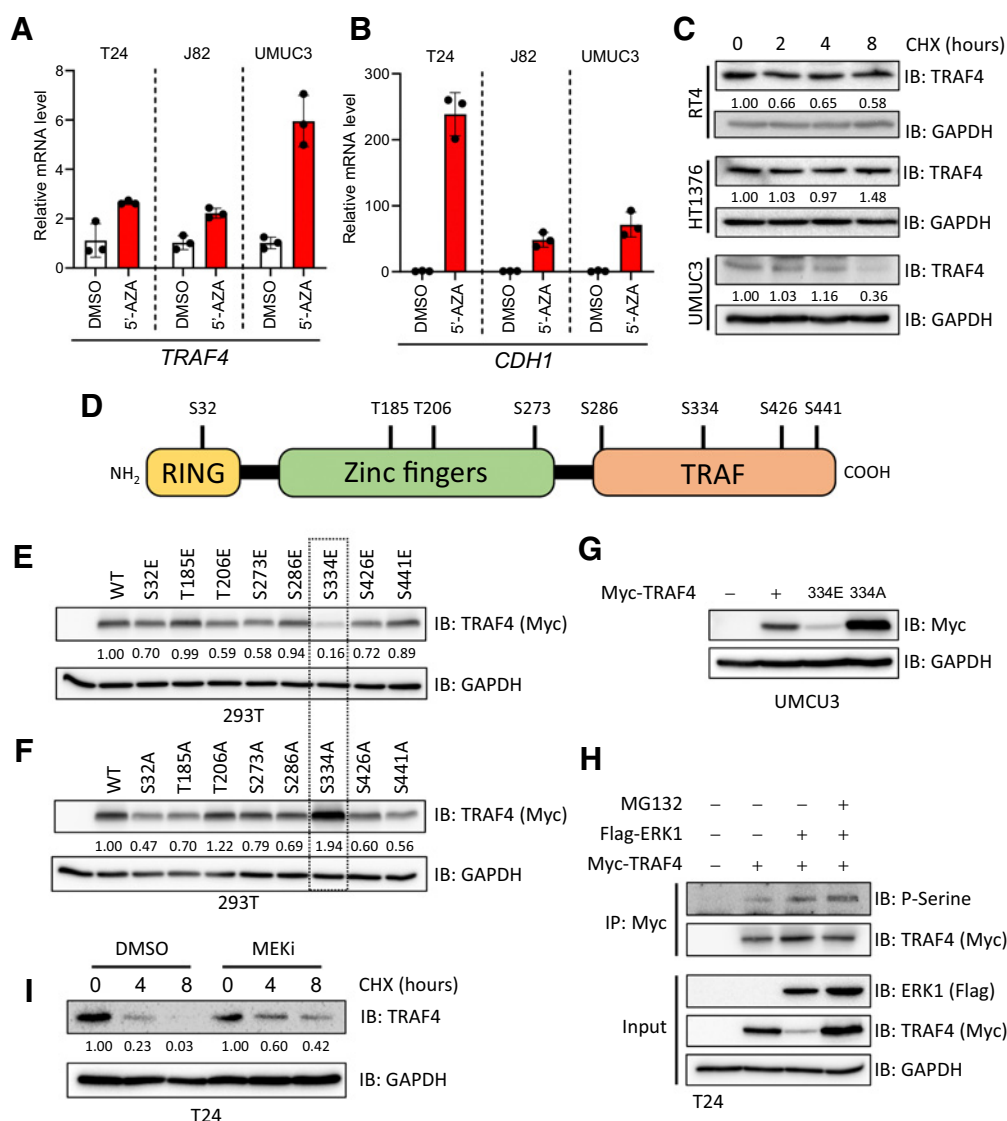 A
T24 J82 UMUC3
Relative mRNA level
8
6
4
2
0
DMSO 5'-AZA DMSO 5'-AZA DMSO 5'-AZA
TRAF4
B
T24 J82 UMUC3
Relative mRNA level
300
200
100
50
0
DMSO 5'-AZA DMSO 5'-AZA DMSO 5'-AZA
CDH1
C
0 2 4 8 CHX (hours)
RT4
IB: TRAF4
1.00 0.66 0.65 0.58
IB: GAPDH
HT1376
IB: TRAF4
1.00 1.03 0.97 1.48
IB: GAPDH
UMUC3
IB: TRAF4
1.00 1.03 1.16 0.36
IB: GAPDH
D
S32 T185 T206 S273 S286 S334 S426 S441
NH2 RING Zinc fingers TRAF COOH
E
WT S32E T185E T206E S273E S286E S334E S426E S441E
IB: TRAF4 (Myc)
1.00 0.70 0.99 0.59 0.58 0.94 0.16 0.72 0.89
IB: GAPDH
293T
F
WT S32A T185A T206A S273A S286A S334A S426A S441A
IB: TRAF4 (Myc)
1.00 0.47 0.70 1.22 0.79 0.69 1.94 0.60 0.56
IB: GAPDH
293T
G
Myc-TRAF4 – + 334E 334A
IB: Myc
IB: GAPDH
UMCU3
H
MG132 – – – +
Flag-ERK1 – – + +
Myc-TRAF4 – + + +
IP: Myc
IB: P-Serine
IB: TRAF4 (Myc)
Input
IB: ERK1 (Flag)
IB: TRAF4 (Myc)
IB: GAPDH
T24
I
DMSO MEKi
0 4 8 0 4 8 CHX (hours)
IB: TRAF4
1.00 0.23 0.03 1.00 0.60 0.42
IB: GAPDH
T24